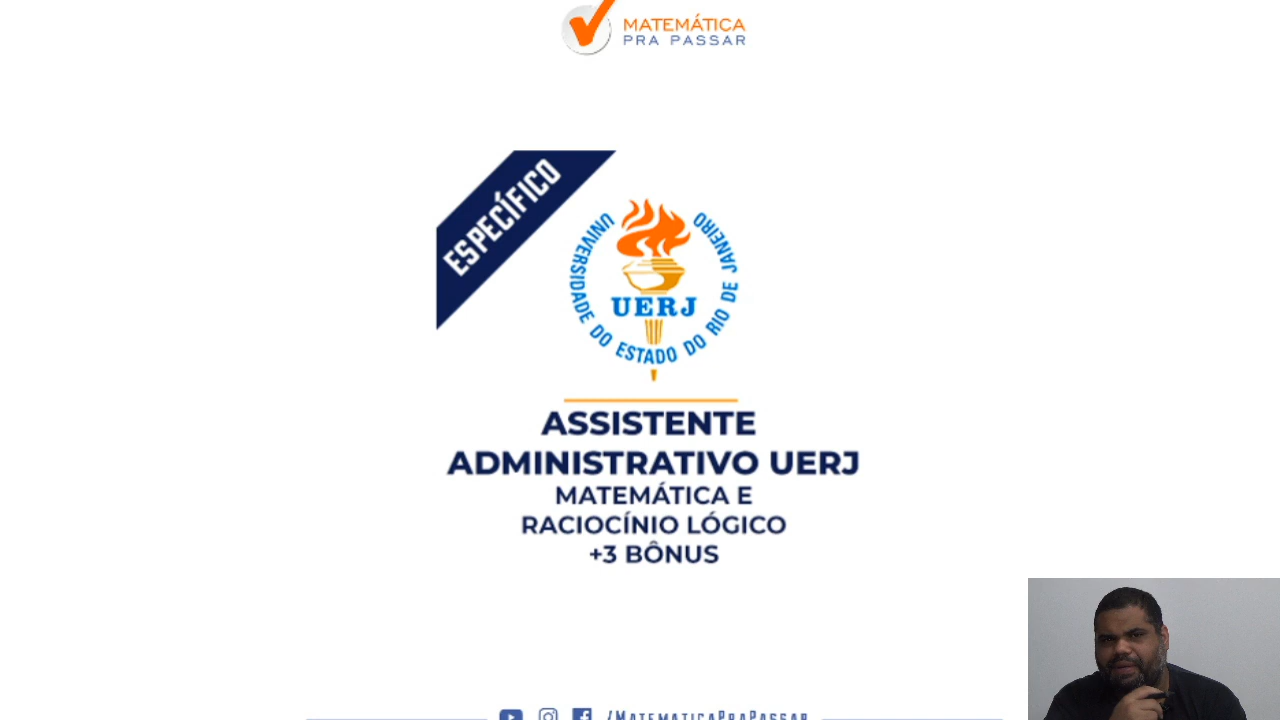 MATEMÁTICA
PRA PASSAR
ESPECÍFICO
UNIVERSIDADE DO ESTADO DO RIO DE JANEIRO
UERJ
ASSISTENTE
ADMINISTRATIVO UERJ
MATEMÁTICA E
RACIOCÍNIO LÓGICO
+3 BÔNUS
/MATEMATICAPRAPASSAR